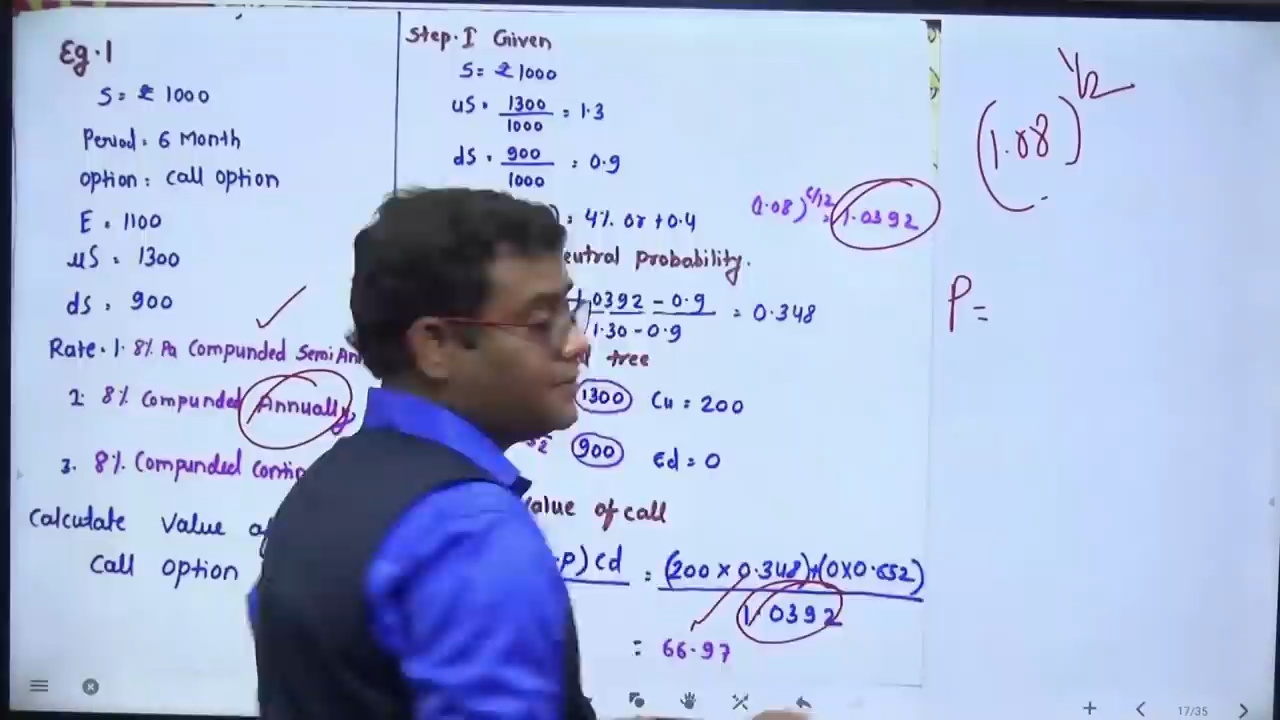 Eg.1
S = ₹ 1000
Period = 6 Month
option : call option
E = 1100
uS = 1300
dS = 900
Rate . 1. 8% Pa Compunded Semi
2. 8% Compunded Annually
3. 8% Compunded
Calculate Value
Call option
Step.I Given
S = ₹ 1000
uS = 1300/1000 = 1.3
dS = 900/1000 = 0.9
= 4% or +0.4
(1.08)^6/12 = 1.0392
probability.
1.0392 - 0.9 / 1.30 - 0.9 = 0.348
tree
1300 Cu = 200
900 Cd = 0
Value of call
P) Cd = (200 × 0.348) + (0 × 0.652) / 1.0392
= 66.97
(1.08)^1/2
P =
17/35